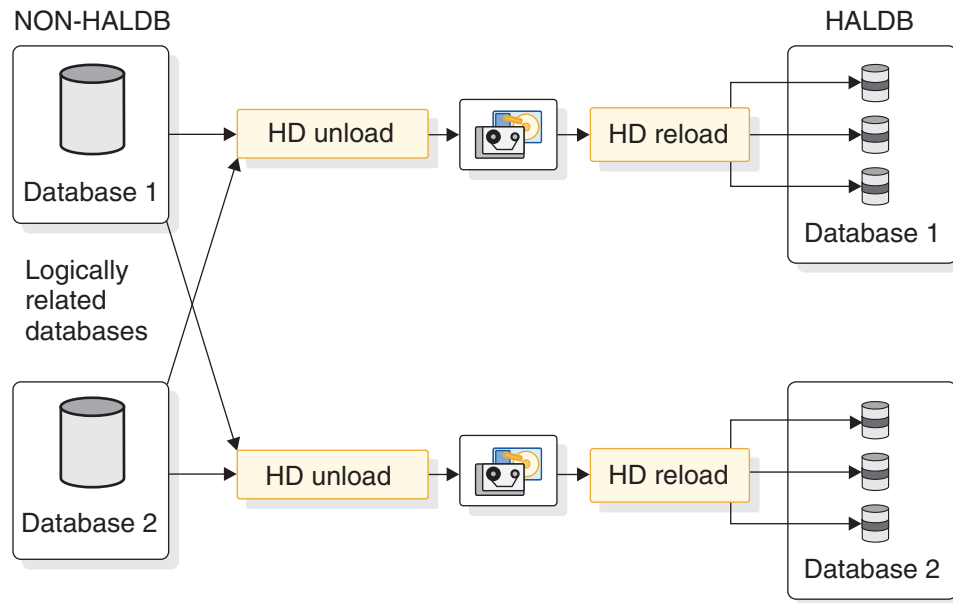 NON-HALDB
HALDB
Database 1
HD unload
HD reload
Database 1
Logically
related
databases
Database 2
HD unload
HD reload
Database 2